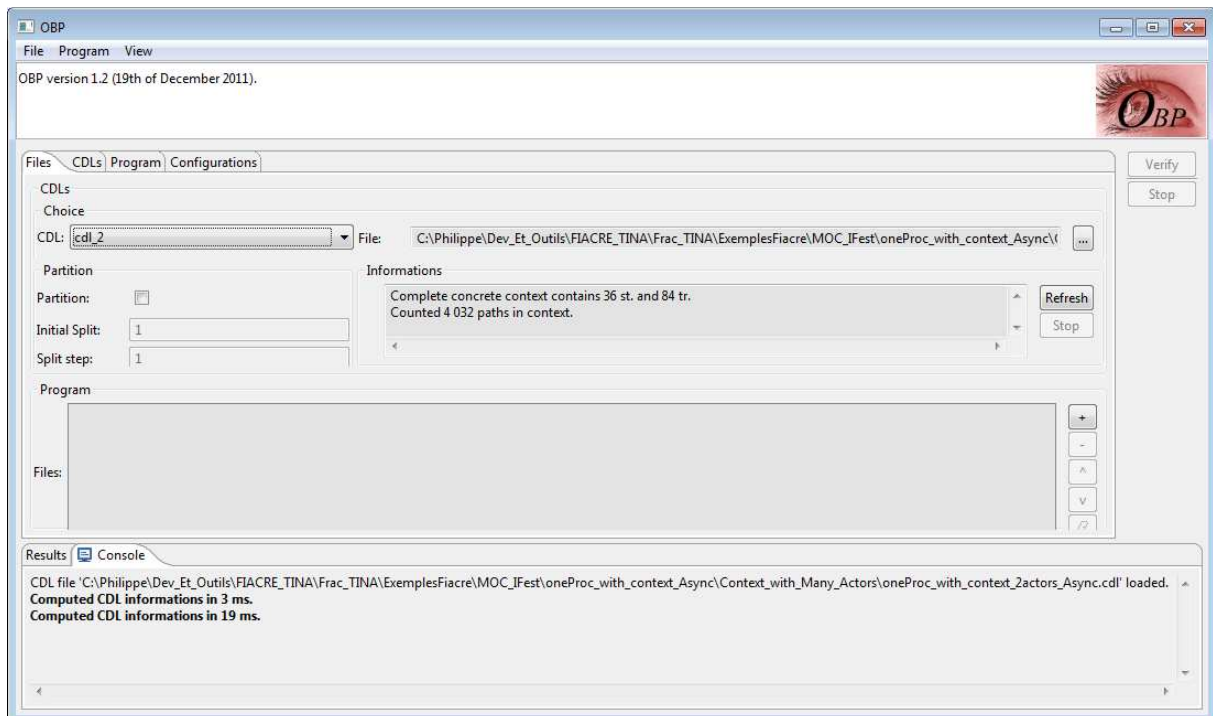 OBP
File Program View
OBP version 1.2 (19th of December 2011).
OBP
Files CDLs Program Configurations
Verify
Stop
CDLs
Choice
CDL: cdl_2 File: C:\Philippe\Dev_Et_Outils\FIACRE_TINA\Frac_TINA\ExemplesFiacre\MOC_IFest\oneProc_with_context_Async\( ...
Partition
Partition:
Initial Split: 1
Split step: 1
Informations
Complete concrete context contains 36 st. and 84 tr.
Counted 4 032 paths in context.
Refresh
Stop
Program
Files:
+
-
^
v
Results Console
CDL file 'C:\Philippe\Dev_Et_Outils\FIACRE_TINA\Frac_TINA\ExemplesFiacre\MOC_IFest\oneProc_with_context_Async\Context_with_Many_Actors\oneProc_with_context_2actors_Async.cdl' loaded.
Computed CDL informations in 3 ms.
Computed CDL informations in 19 ms.